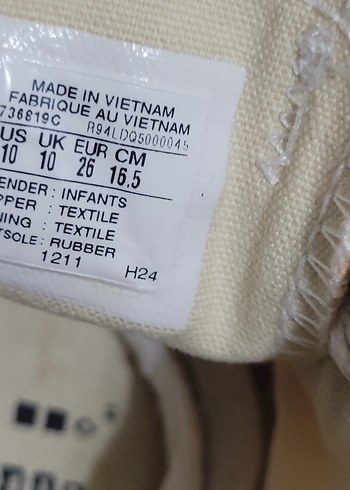 MADE IN VIETNAM
FABRIQUE AU VIETNAM
736819C R94LDQ5000045
US UK EUR CM
10 10 26 16.5
ENDER : INFANTS
PPER : TEXTILE
NING : TEXTILE
TSOLE : RUBBER
1211 H24